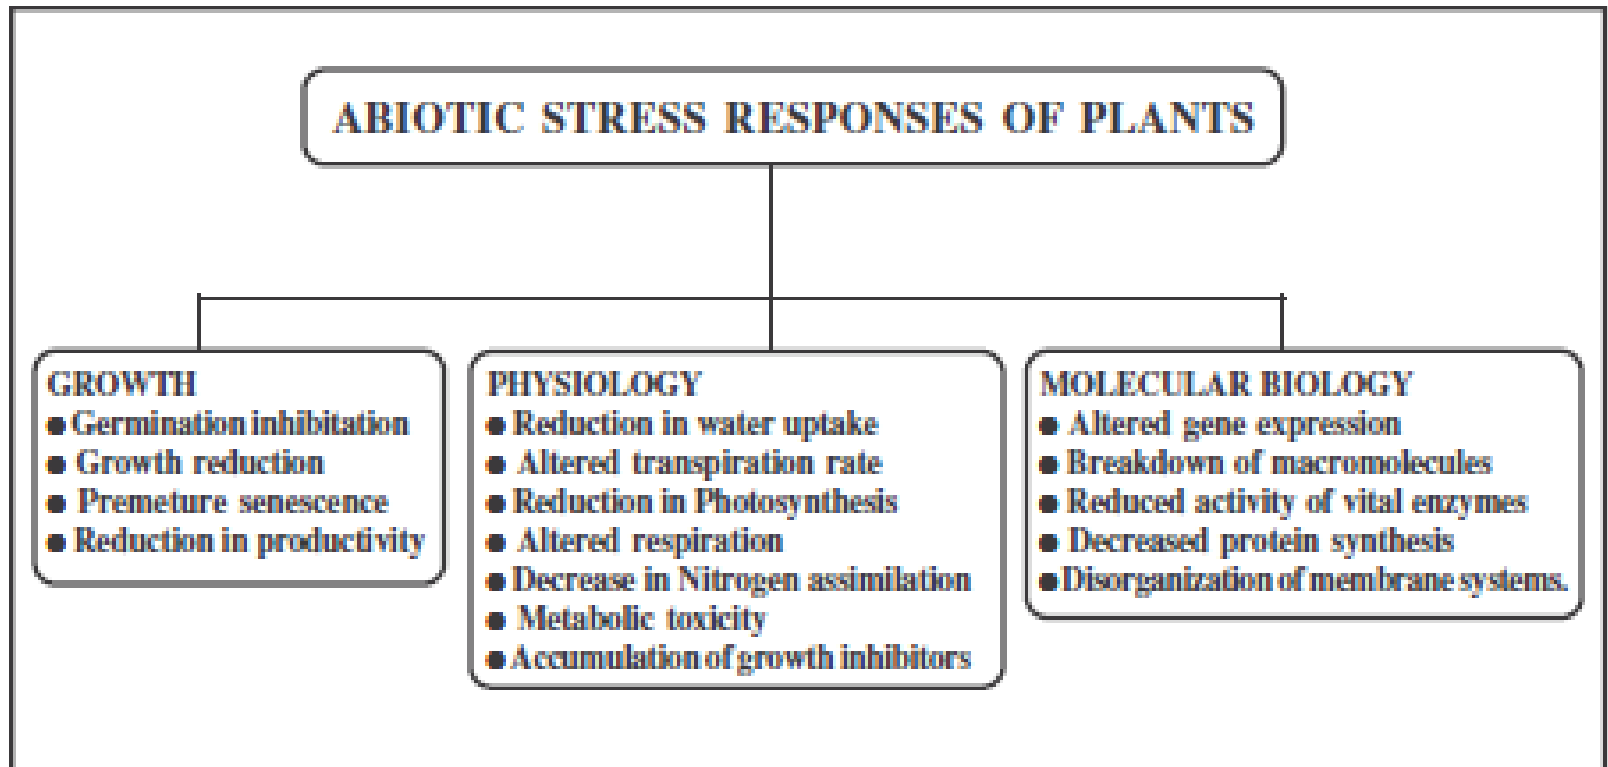 ABIOTIC STRESS RESPONSES OF PLANTS
GROWTH
● Germination inhibitation
● Growth reduction
● Premeture senescence
● Reduction in productivity
PHYSIOLOGY
● Reduction in water uptake
● Altered transpiration rate
● Reduction in Photosynthesis
● Altered respiration
● Decrease in Nitrogen assimilation
● Metabolic toxicity
● Accumulation of growth inhibitors
MOLECULAR BIOLOGY
● Altered gene expression
● Breakdown of macromolecules
● Reduced activity of vital enzymes
● Decreased protein synthesis
● Disorganization of membrane systems.